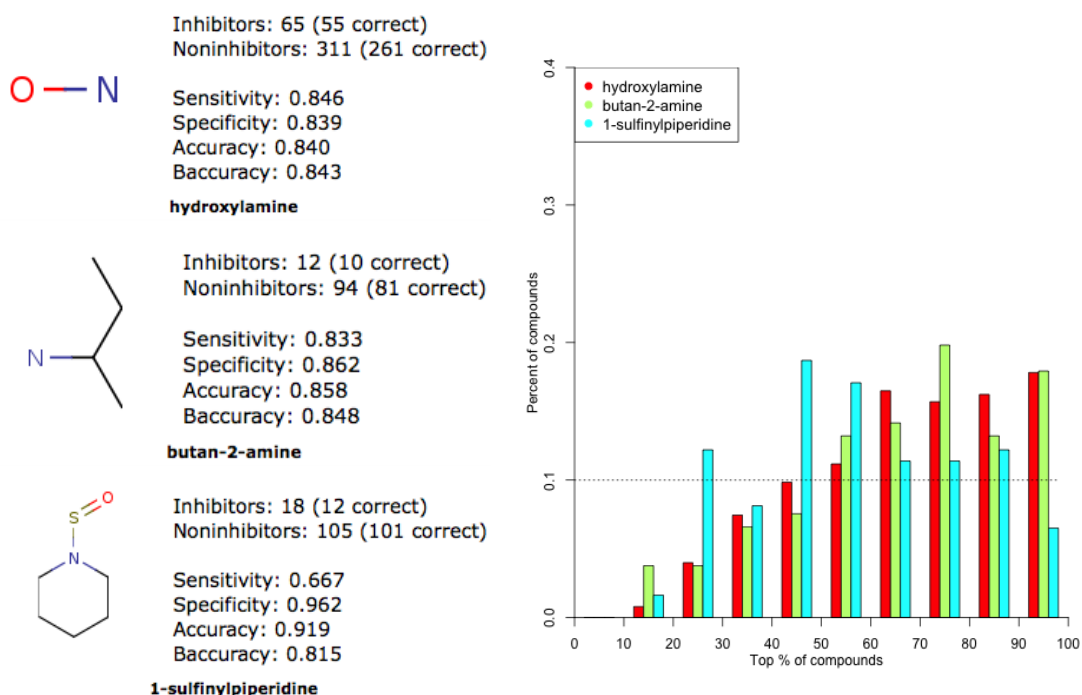 Inhibitors: 65 (55 correct)
Noninhibitors: 311 (261 correct)
O N
Sensitivity: 0.846
Specificity: 0.839
Accuracy: 0.840
Baccuracy: 0.843
hydroxylamine
Inhibitors: 12 (10 correct)
Noninhibitors: 94 (81 correct)
N
Sensitivity: 0.833
Specificity: 0.862
Accuracy: 0.858
Baccuracy: 0.848
butan-2-amine
Inhibitors: 18 (12 correct)
Noninhibitors: 105 (101 correct)
O
S
N
Sensitivity: 0.667
Specificity: 0.962
Accuracy: 0.919
Baccuracy: 0.815
1-sulfinylpiperidine
hydroxylamine
butan-2-amine
1-sulfinylpiperidine
Percent of compounds
0.4
0.3
0.2
0.1
0.0
0 10 20 30 40 50 60 70 80 90 100
Top % of compounds